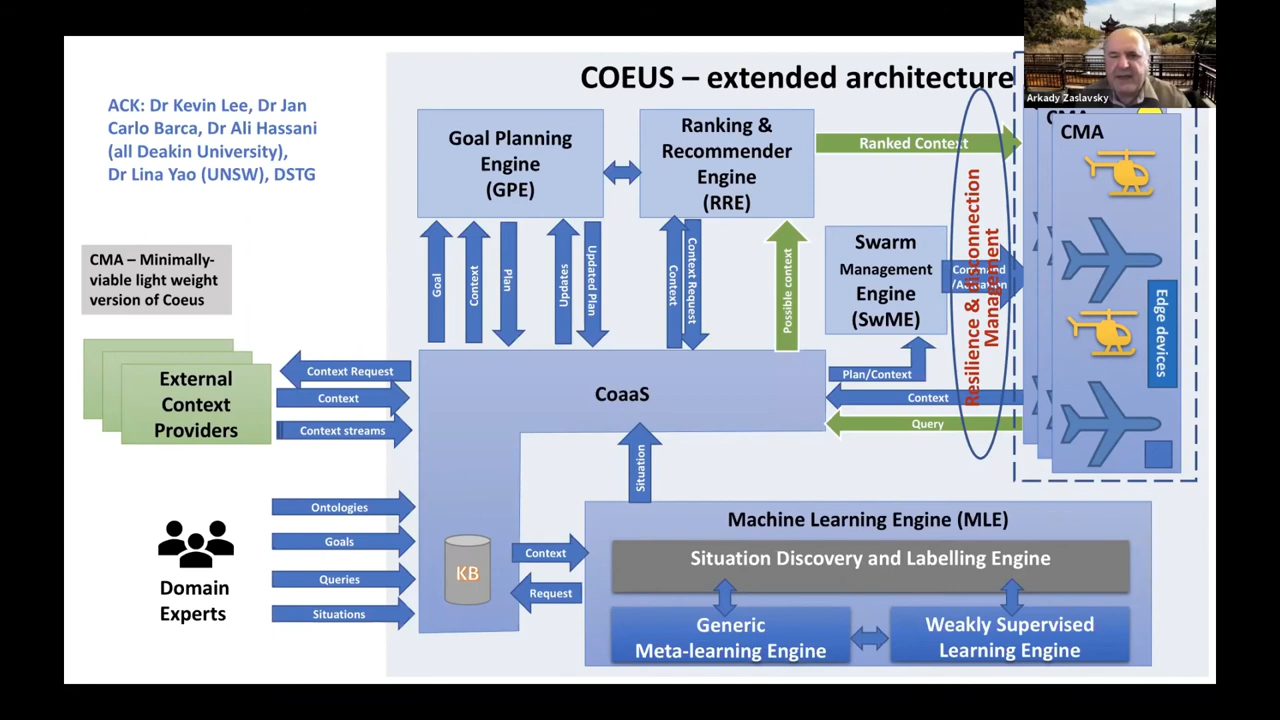 COEUS – extended architecture
Arkady Zaslavsky
ACK: Dr Kevin Lee, Dr Jan
Carlo Barca, Dr Ali Hassani
(all Deakin University),
Dr Lina Yao (UNSW), DSTG
CMA – Minimally-
viable light weight
version of Coeus
Goal Planning
Engine
(GPE)
Ranking &
Recommender
Engine
(RRE)
Ranked Context
CMA
CMA
Goal
Context
Plan
Updates
Updated Plan
Context
Context Request
Possible context
Swarm
Management
Engine
(SwME)
Command
/Actuation
Resilience & disconnection
Management
Edge devices
External
Context
Providers
Context Request
Context
Context streams
CoaaS
Plan/Context
Context
Query
Situation
Domain
Experts
Ontologies
Goals
Queries
Situations
KB
Context
Request
Machine Learning Engine (MLE)
Situation Discovery and Labelling Engine
Generic
Meta-learning Engine
Weakly Supervised
Learning Engine